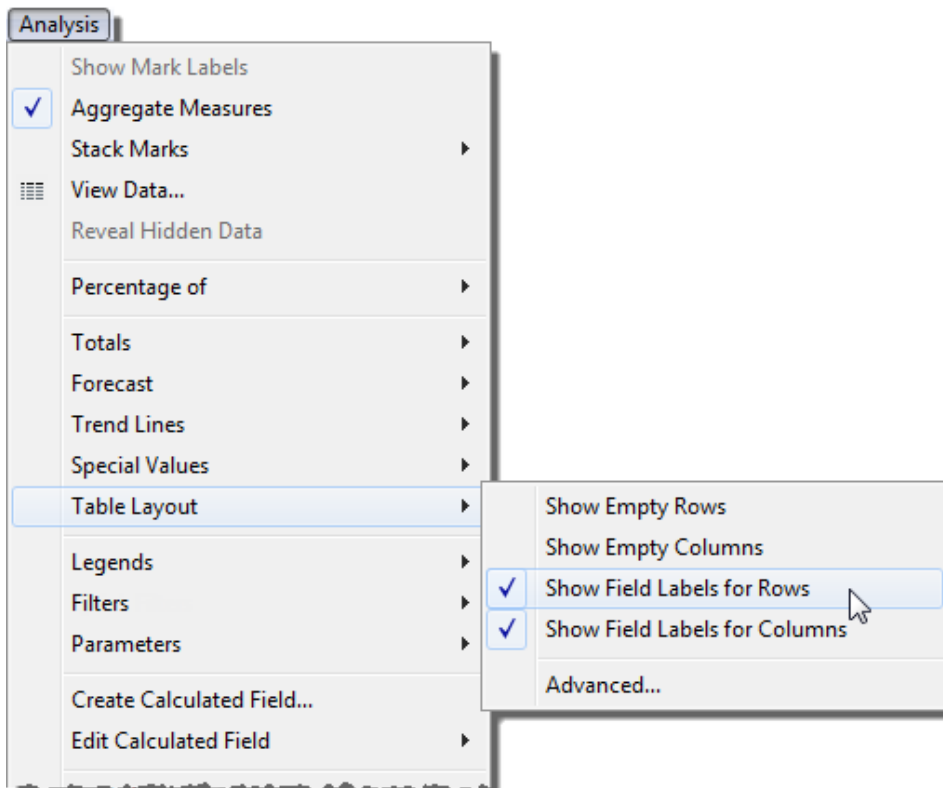 Analysis
Show Mark Labels
Aggregate Measures
Stack Marks
View Data...
Reveal Hidden Data
Percentage of
Totals
Forecast
Trend Lines
Special Values
Table Layout
Show Empty Rows
Show Empty Columns
Show Field Labels for Rows
Show Field Labels for Columns
Advanced...
Legends
Filters
Parameters
Create Calculated Field...
Edit Calculated Field